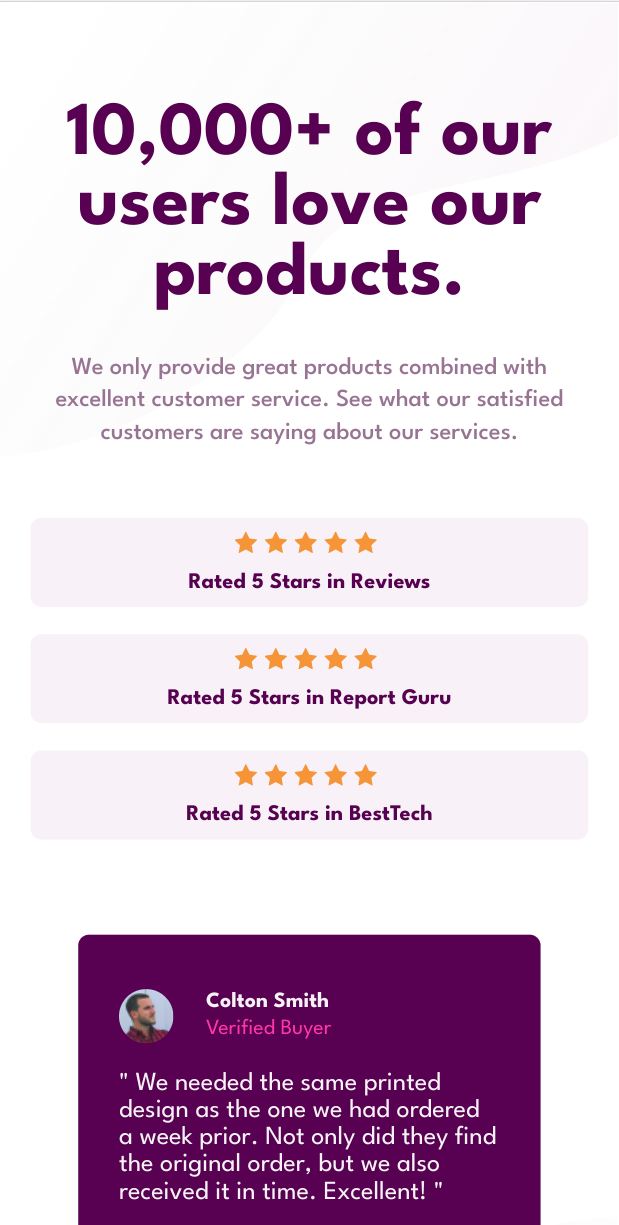 10,000+ of our
users love our
products.
We only provide great products combined with
excellent customer service. See what our satisfied
customers are saying about our services.
Rated 5 Stars in Reviews
Rated 5 Stars in Report Guru
Rated 5 Stars in BestTech
Colton Smith
Verified Buyer
" We needed the same printed
design as the one we had ordered
a week prior. Not only did they find
the original order, but we also
received it in time. Excellent! "